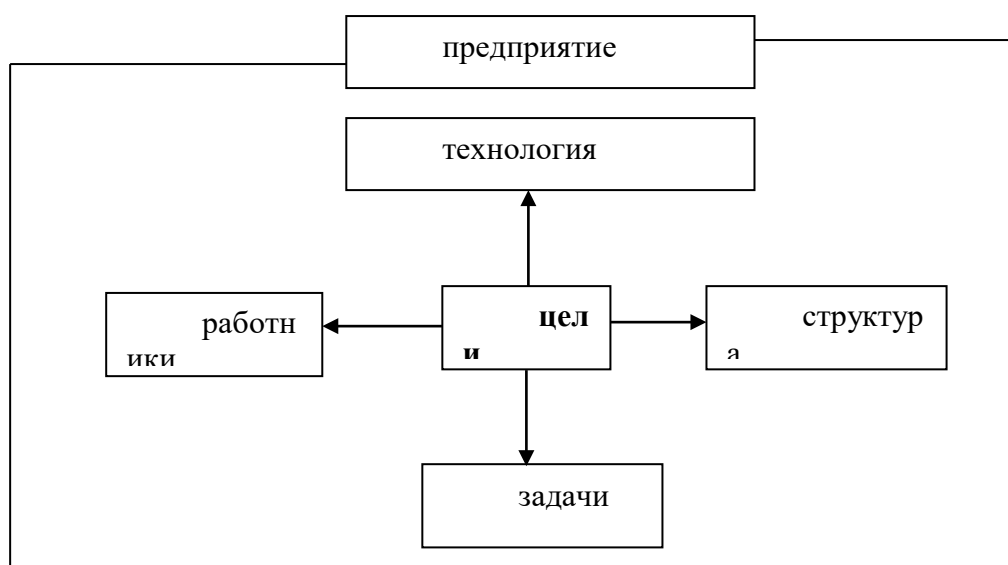 предприятие
технология
работн
ики
цел
и
структур
а
задачи